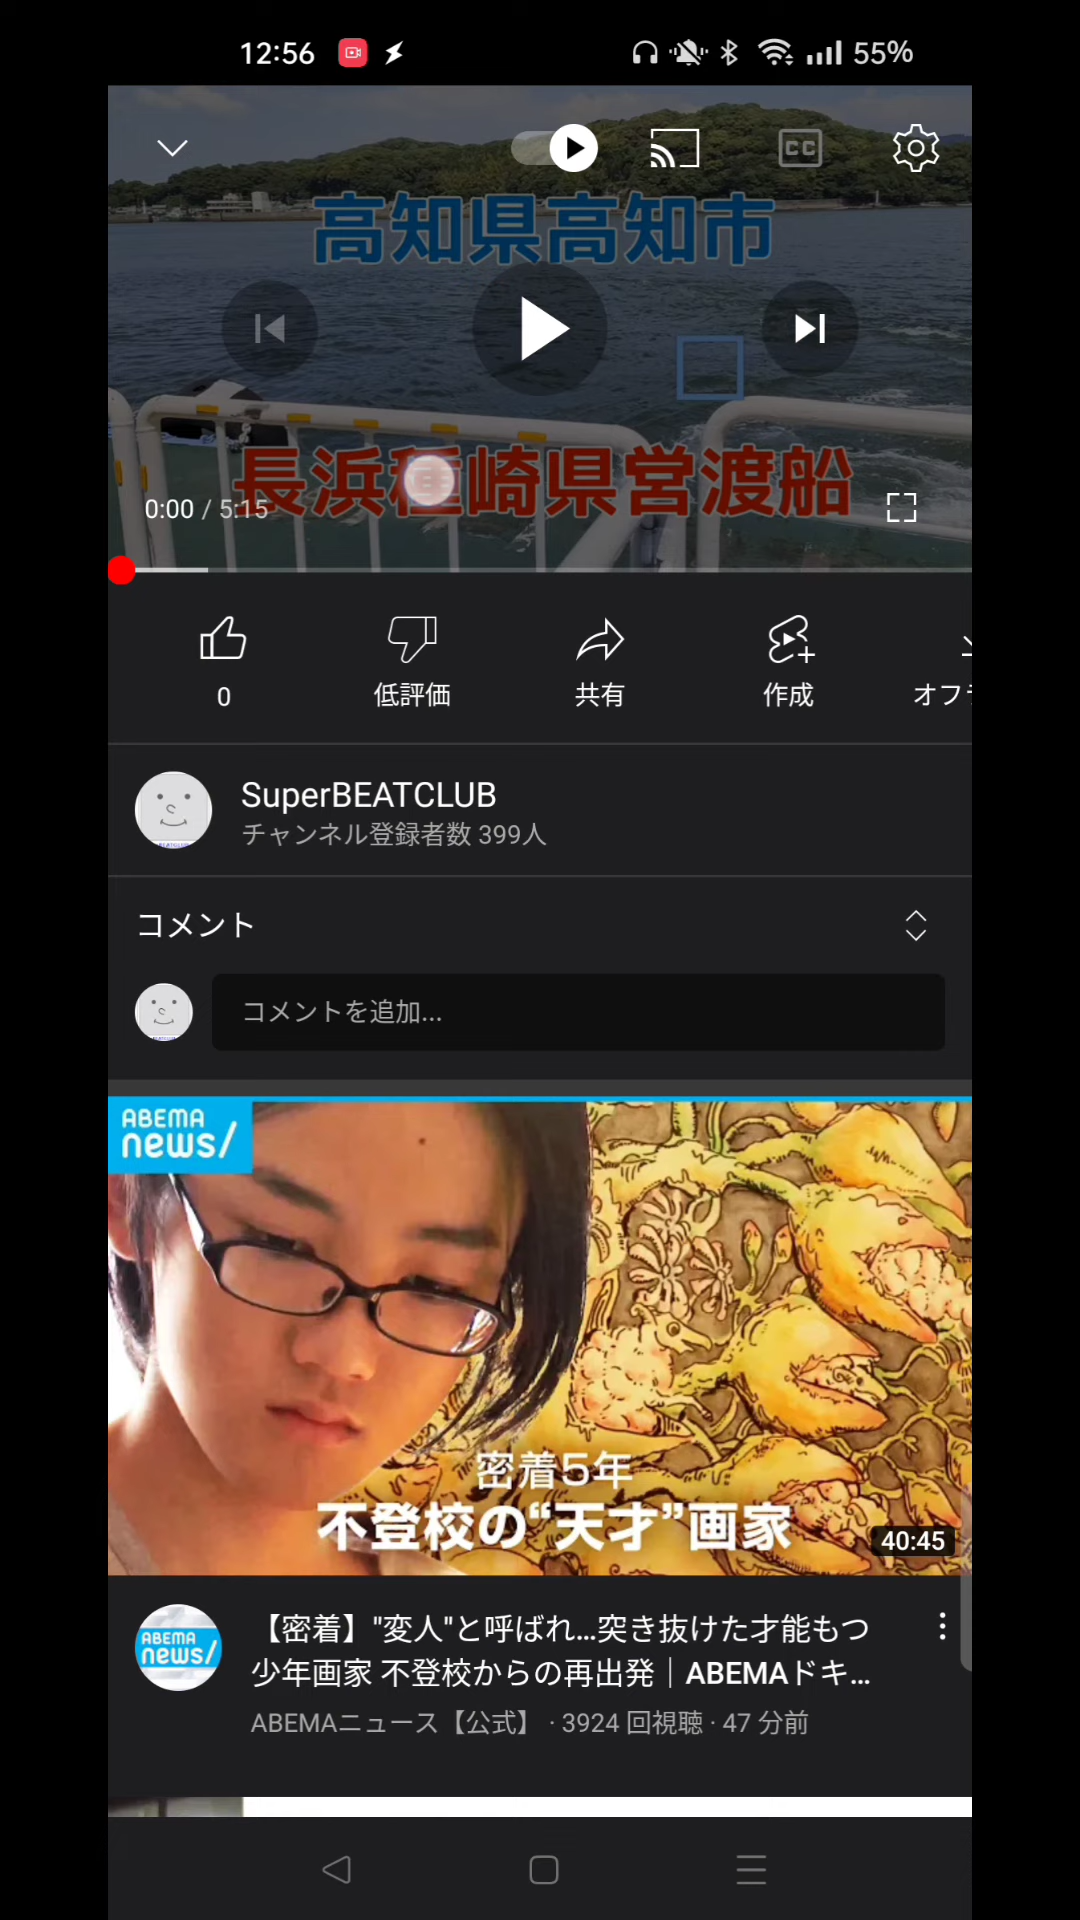 12:56 55%
CC
高知県高知市
長浜種崎県営渡船
0:00 / 5:15
0 低評価 共有 作成
SuperBEATCLUB
チャンネル登録者数 399人
コメント
コメントを追加...
ABEMA
news/
密着5年
不登校の“天才”画家
40:45
【密着】"変人"と呼ばれ…突き抜けた才能もつ
ABEMA
news/
少年画家 不登校からの再出発｜ABEMAドキ...
ABEMAニュース【公式】 · 3924 回視聴 · 47 分前